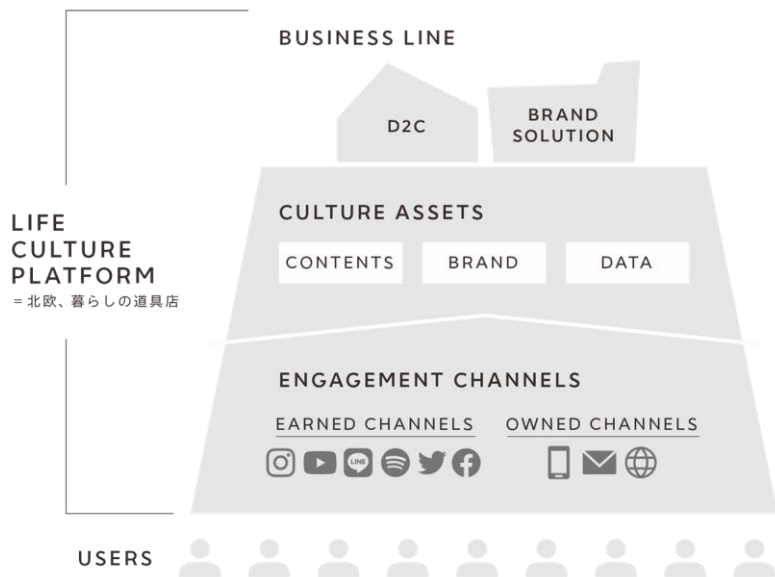 BUSINESS LINE
D2C
BRAND
SOLUTION
LIFE
CULTURE
PLATFORM
= 北欧、暮らしの道具店
CULTURE ASSETS
CONTENTS
BRAND
DATA
ENGAGEMENT CHANNELS
EARNED CHANNELS
OWNED CHANNELS
LINE
USERS